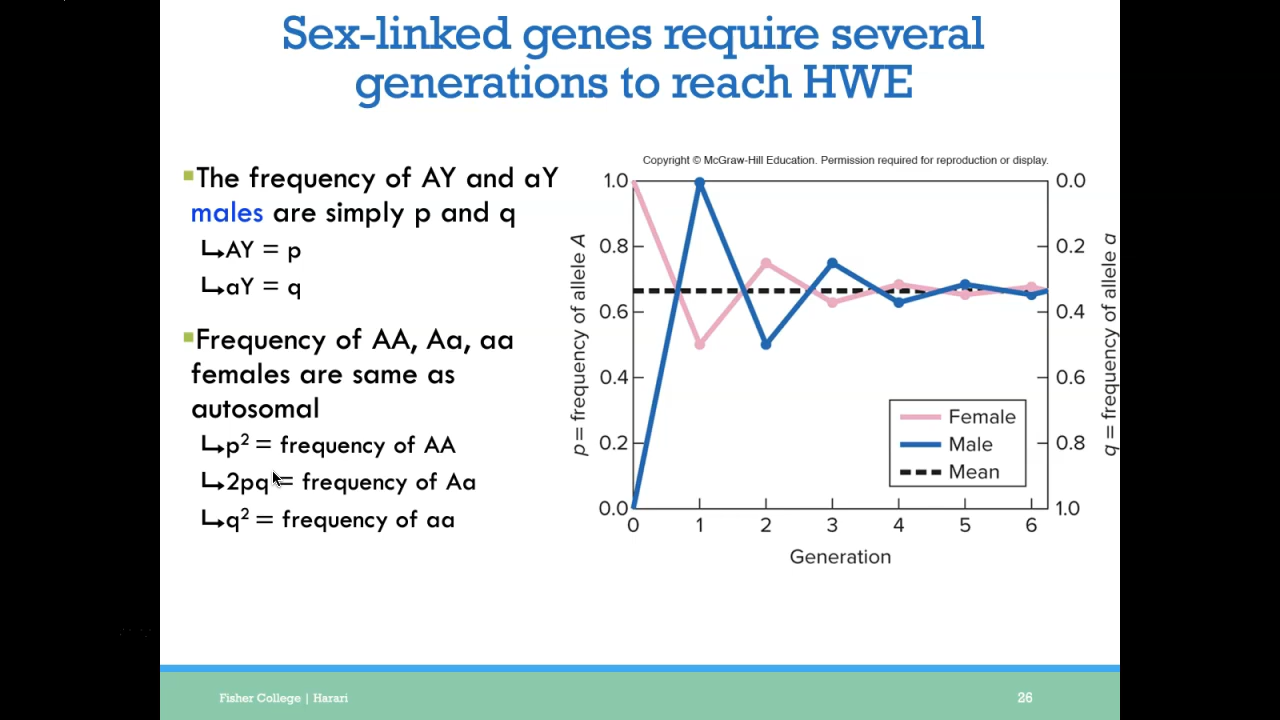 Sex-linked genes require several
generations to reach HWE
▪The frequency of AY and aY
males are simply p and q
↳AY = p
↳aY = q
▪Frequency of AA, Aa, aa
females are same as
autosomal
↳p² = frequency of AA
↳2pq = frequency of Aa
↳q² = frequency of aa
Copyright © McGraw-Hill Education. Permission required for reproduction or display.
p = frequency of allele A
1.0
0.8
0.6
0.4
0.2
0.0
0.0
0.2
0.4
0.6
0.8
1.0
q = frequency of allele a
Female
Male
Mean
0 1 2 3 4 5 6
Generation
Fisher College | Harari
26